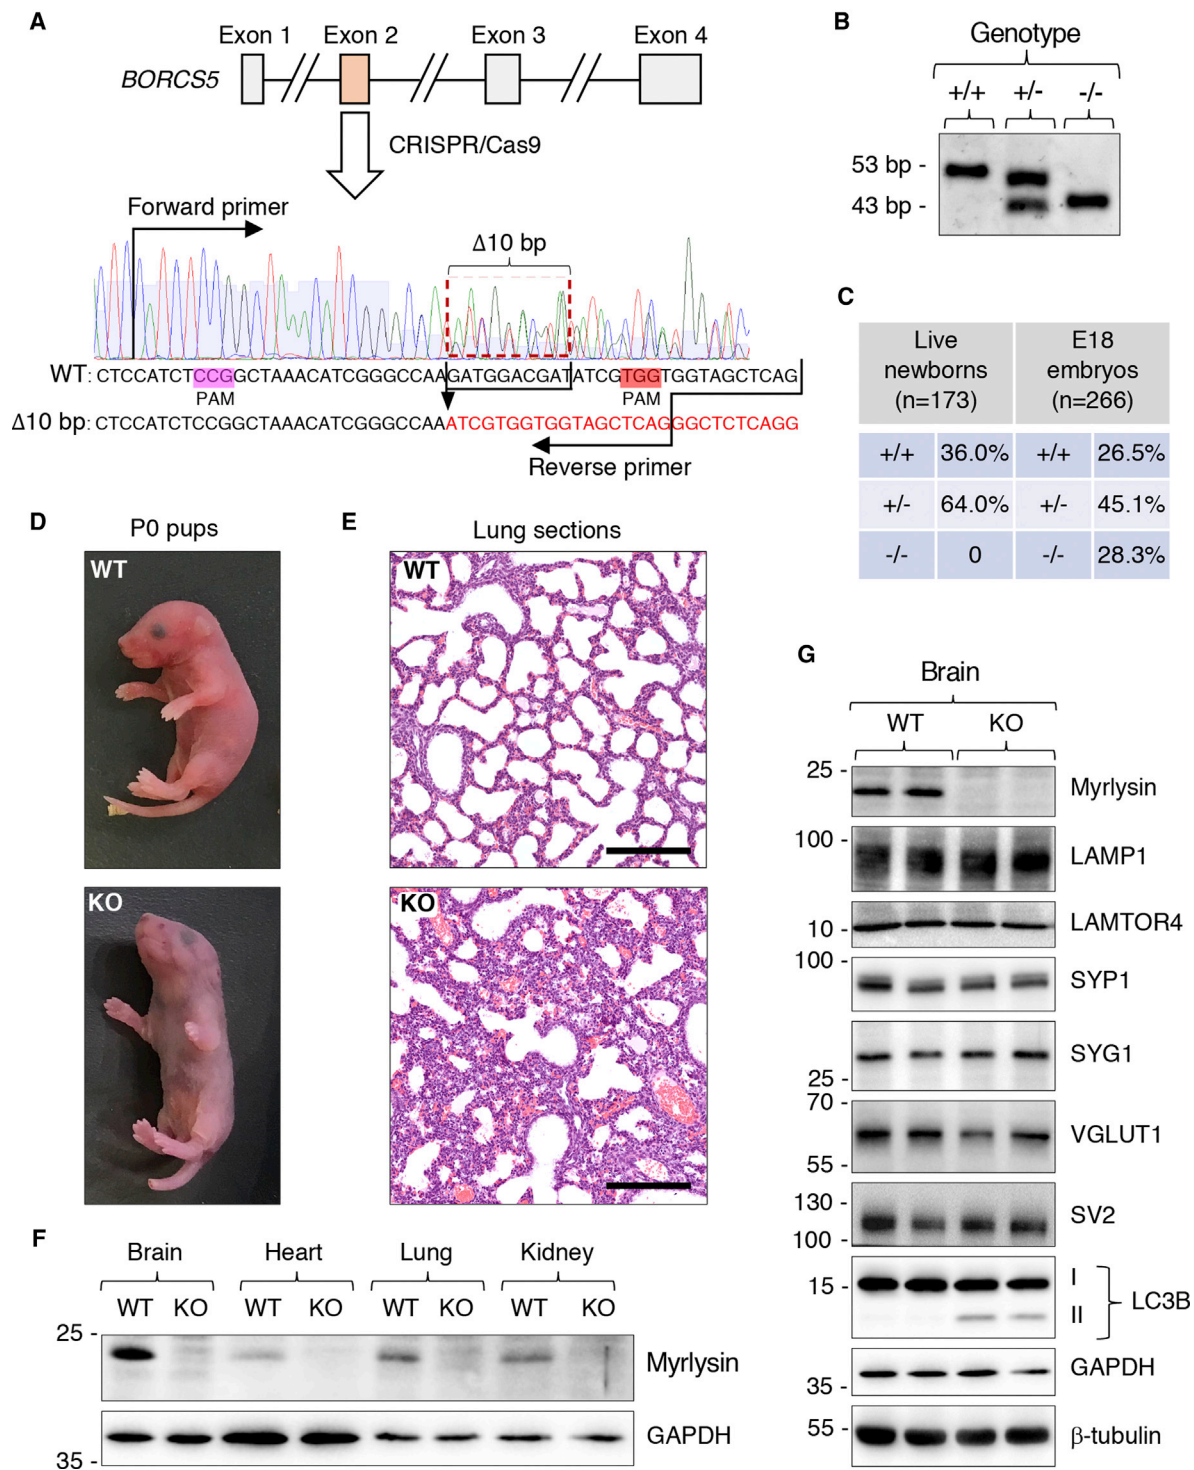 A
Exon 1 Exon 2 Exon 3 Exon 4
BORCS5
CRISPR/Cas9
Forward primer
Δ10 bp
WT: CTCCATCTCCGGCTAAACATCGGGCCAAGATGGACGATATCGTGGTGGTAGCTCAG
PAM PAM
Δ10 bp: CTCCATCTCCGGCTAAACATCGGGCCAAATCGTGGTGGTAGCTCAGGGCTCTCAGG
Reverse primer
B
Genotype
+/+ +/- -/-
53 bp -
43 bp -
C
Live newborns (n=173) E18 embryos (n=266)
+/+ 36.0% +/+ 26.5%
+/- 64.0% +/- 45.1%
-/- 0 -/- 28.3%
D
P0 pups
WT
KO
E
Lung sections
WT
KO
F
Brain Heart Lung Kidney
WT KO WT KO WT KO WT KO
25 -
Myrlysin
GAPDH
35 -
G
Brain
WT KO
25 - Myrlysin
100 - LAMP1
10 - LAMTOR4
100 - SYP1
SYG1
25 -
70 - VGLUT1
55 -
130 - SV2
100 -
15 - I
II
LC3B
GAPDH
35 -
55 - β-tubulin